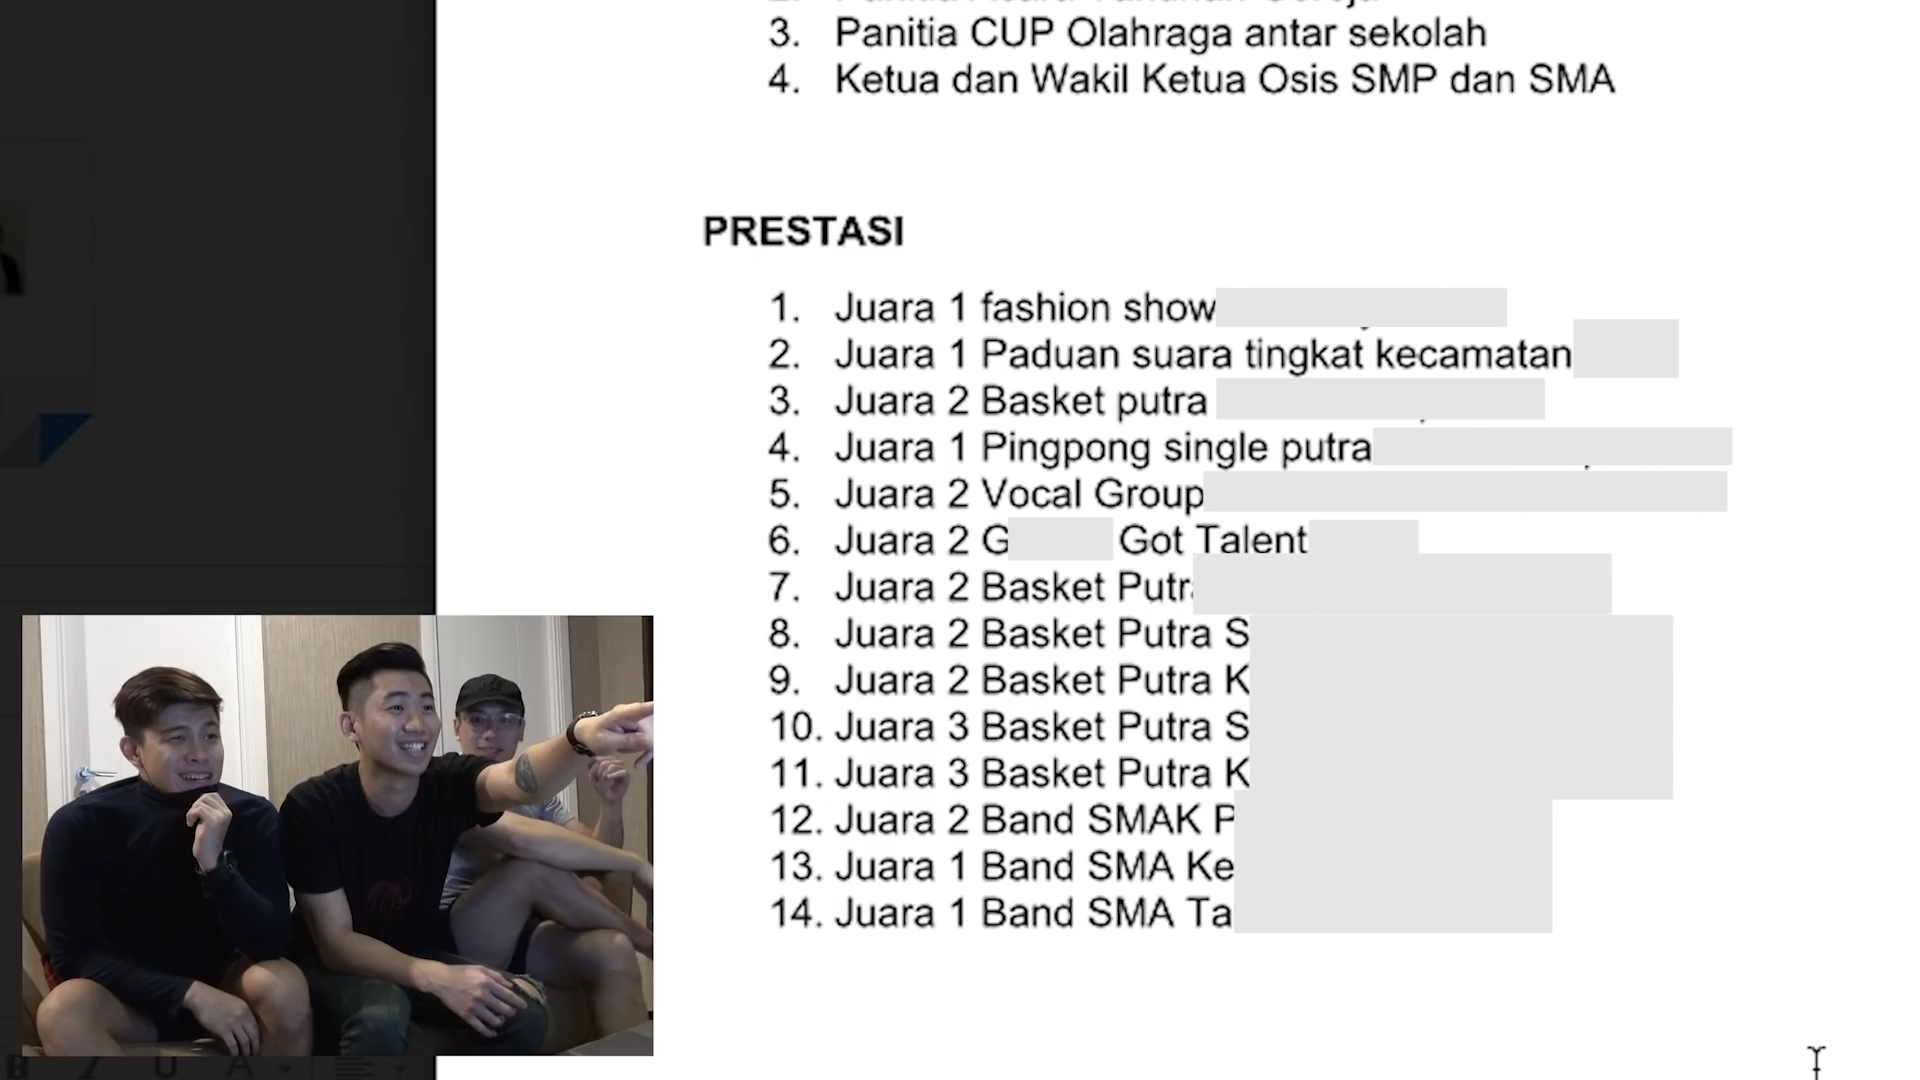 3. Panitia CUP Olahraga antar sekolah
4. Ketua dan Wakil Ketua Osis SMP dan SMA
PRESTASI
1. Juara 1 fashion show
2. Juara 1 Paduan suara tingkat kecamatan
3. Juara 2 Basket putra
4. Juara 1 Pingpong single putra
5. Juara 2 Vocal Group
6. Juara 2 G Got Talent
7. Juara 2 Basket Putr
8. Juara 2 Basket Putra S
9. Juara 2 Basket Putra K
10. Juara 3 Basket Putra S
11. Juara 3 Basket Putra K
12. Juara 2 Band SMAK P
13. Juara 1 Band SMA Ke
14. Juara 1 Band SMA Ta